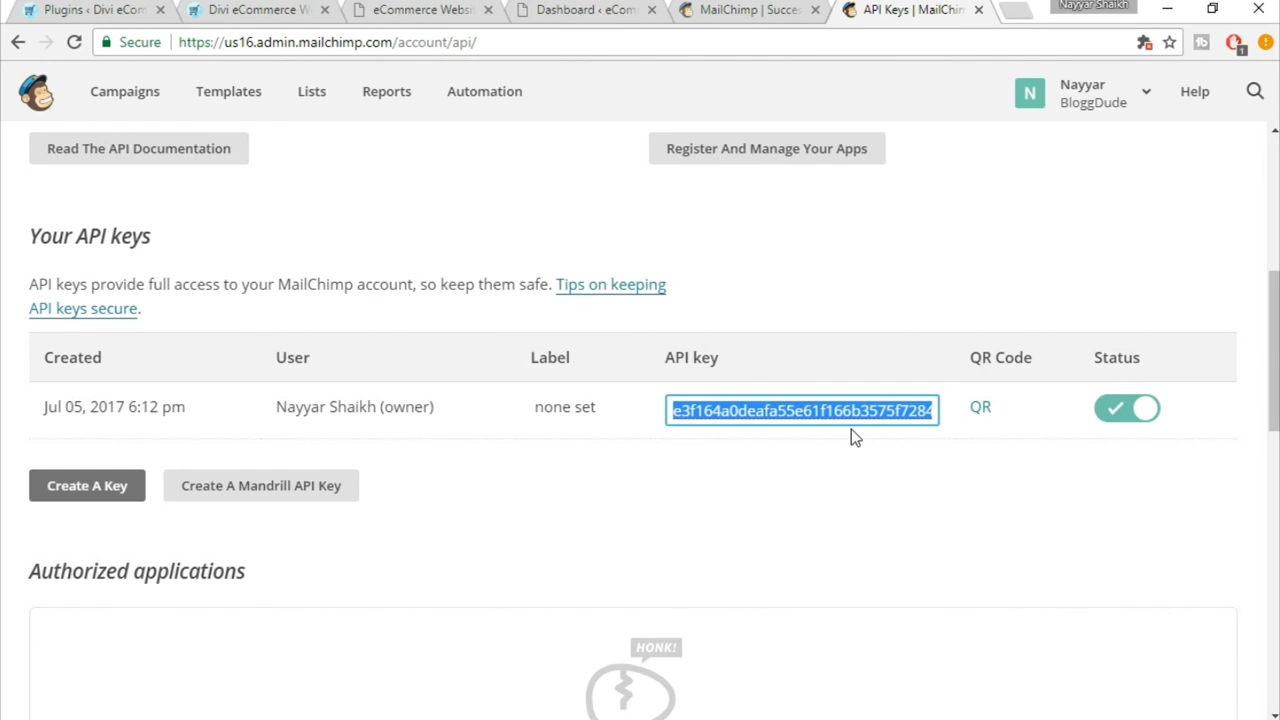 Nayyar Shaikh
Plugins ‹ Divi eCom
Divi eCommerce W
eCommerce Websi
Dashboard ‹ eCom
MailChimp | Succes
API Keys | MailChim
Secure
https://us16.admin.mailchimp.com/account/api/
1
Campaigns
Templates
Lists
Reports
Automation
N
Nayyar
BloggDude
Help
Read The API Documentation
Register And Manage Your Apps
Your API keys
API keys provide full access to your MailChimp account, so keep them safe. Tips on keeping
API keys secure.
Created User Label API key QR Code Status
Jul 05, 2017 6:12 pm Nayyar Shaikh (owner) none set e3f164a0deafa55e61f166b3575f7284 QR
Create A Key
Create A Mandrill API Key
Authorized applications
HONK!